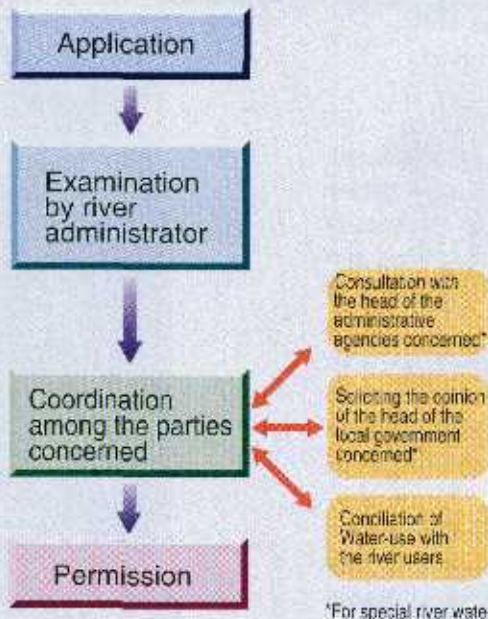 Application
Examination
by river
administrator
Coordination
among the parties
concerned
Permission
Consultation with
the head of the
administrative
agencies concerned*
Soliciting the opinion
of the head of the
local government
concerned*
Conciliation of
Water-use with
the river users
*For special river wate